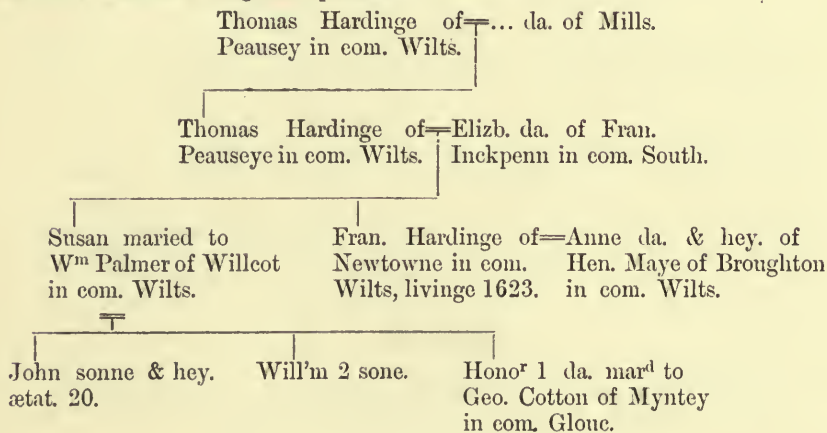 Thomas Hardinge of=... da. of Mills.
Peausey in com. Wilts.
Thomas Hardinge of=Elizb. da. of Fran.
Peauseye in com. Wilts. Inckpenn in com. South.
Susan maried to
Wᵐ Palmer of Willcot
in com. Wilts.
Fran. Hardinge of=Anne da. & hey. of
Newtowne in com. Hen. Maye of Broughton
Wilts, livinge 1623. in com. Wilts.
John sonne & hey.
ætat. 20.
Will'm 2 sone.
Honoʳ 1 da. marᵈ to
Geo. Cotton of Myntey
in com. Glouc.